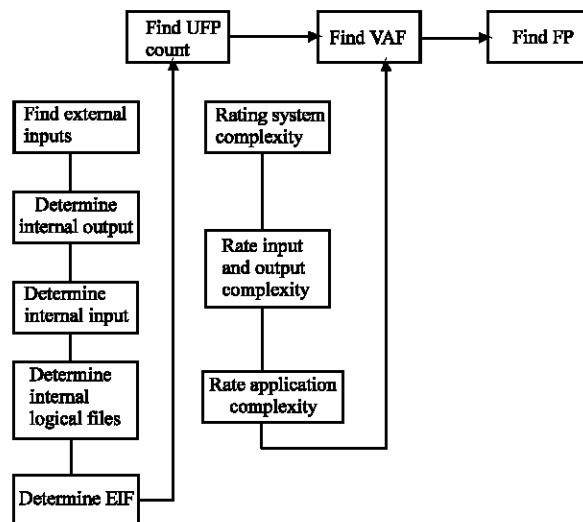 Find UFP
count
Find VAF
Find FP
Find external
inputs
Determine
internal output
Determine
internal input
Determine
internal
logical files
Determine EIF
Rating system
complexity
Rate input
and output
complexity
Rate application
complexity